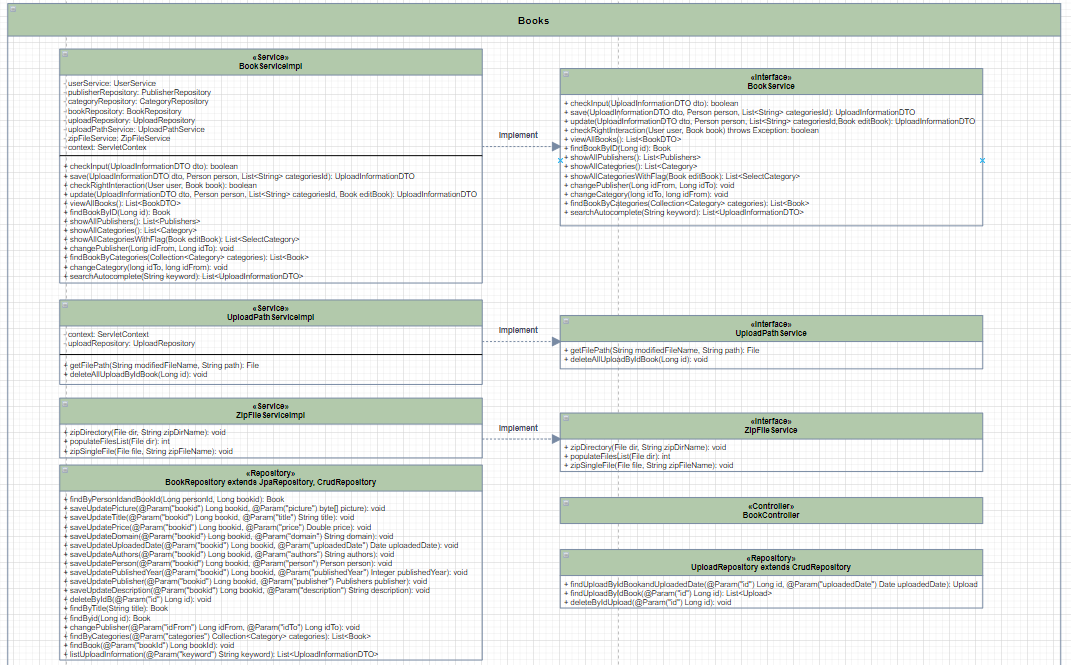 Books
«Service»
BookServiceImpl
- userService: UserService
- publisherRepository: PublisherRepository
- categoryRepository: CategoryRepository
- bookRepository: BookRepository
- uploadRepository: UploadRepository
- uploadPathService: UploadPathService
- zipFileService: ZipFileService
- context: ServletContex
+ checkInput(UploadInformationDTO dto): boolean
+ save(UploadInformationDTO dto, Person person, List<String> categoriesId): UploadInformationDTO
+ checkRightInteraction(User user, Book book): boolean
+ update(UploadInformationDTO dto, Person person, List<String> categoriesId, Book editBook): UploadInformationDTO
+ viewAllBooks(): List<BookDTO>
+ findBookByID(Long id): Book
+ showAllPublishers(): List<Publishers>
+ showAllCategories(): List<Category>
+ showAllCategoriesWithFlag(Book editBook): List<SelectCategory>
+ changePublisher(Long idFrom, Long idTo): void
+ findBookByCategories(Collection<Category> categories): List<Book>
+ changeCategory(long idTo, long idFrom): void
+ searchAutocomplete(String keyword): List<UploadInformationDTO>
Implement
«Interface»
BookService
+ checkInput(UploadInformationDTO dto): boolean
+ save(UploadInformationDTO dto, Person person, List<String> categoriesId): UploadInformationDTO
+ update(UploadInformationDTO dto, Person person, List<String> categoriesId,Book editBook): UploadInformationDTO
+ checkRightInteraction(User user, Book book) throws Exception: boolean
+ viewAllBooks(): List<BookDTO>
+ findBookByID(Long id): Book
+ showAllPublishers(): List<Publishers>
+ showAllCategories(): List<Category>
+ showAllCategoriesWithFlag(Book editBook): List<SelectCategory>
+ changePublisher(Long idFrom, Long idTo): void
+ changeCategory(long idTo, long idFrom): void
+ findBookByCategories(Collection<Category> categories): List<Book>
+ searchAutocomplete(String keyword): List<UploadInformationDTO>
«Service»
UploadPathServiceImpl
- context: ServletContext
- uploadRepository: UploadRepository
+ getFilePath(String modifiedFileName, String path): File
+ deleteAllUploadByIdBook(Long id): void
Implement
«Interface»
UploadPathService
+ getFilePath(String modifiedFileName, String path): File
+ deleteAllUploadByIdBook(Long id): void
«Service»
ZipFileServiceImpl
+ zipDirectory(File dir, String zipDirName): void
+ populateFilesList(File dir): int
+ zipSingleFile(File file, String zipFileName): void
Implement
«Interface»
ZipFileService
+ zipDirectory(File dir, String zipDirName): void
+ populateFilesList(File dir): int
+ zipSingleFile(File file, String zipFileName): void
«Repository»
BookRepository extends JpaRepository, CrudRepository
+ findByPersonIdandBookId(Long personId, Long bookid): Book
+ saveUpdatePicture(@Param("bookid") Long bookid, @Param("picture") byte[] picture): void
+ saveUpdateTitle(@Param("bookid") Long bookid, @Param("title") String title): void
+ saveUpdatePrice(@Param("bookid") Long bookid, @Param("price") Double price): void
+ saveUpdateDomain(@Param("bookid") Long bookid, @Param("domain") String domain): void
+ saveUpdateUploadedDate(@Param("bookid") Long bookid, @Param("uploadedDate") Date uploadedDate): void
+ saveUpdateAuthors(@Param("bookid") Long bookid, @Param("authors") String authors): void
+ saveUpdatePerson(@Param("bookid") Long bookid, @Param("person") Person person): void
+ saveUpdatePublishedYear(@Param("bookid") Long bookid, @Param("publishedYear") Integer publishedYear): void
+ saveUpdatePublisher(@Param("bookid") Long bookid, @Param("publisher") Publishers publisher): void
+ saveUpdateDescription(@Param("bookid") Long bookid, @Param("description") String description): void
+ deleteByIdB(@Param("id") Long id): void
+ findByTitle(String title): Book
+ findByid(Long id): Book
+ changePublisher(@Param("idFrom") Long idFrom, @Param("idTo") Long idTo): void
+ findByCategories(@Param("categories") Collection<Category> categories): List<Book>
+ findBook(@Param("bookId") Long bookId): void
+ listUploadInformation(@Param("keyword") String keyword): List<UploadInformationDTO>
«Controller»
BookController
«Repository»
UploadRepository extends CrudRepository
+ findUploadByIdBookandUploadedDate(@Param("id") Long id, @Param("uploadedDate") Date uploadedDate): Upload
+ findUploadByIdBook(@Param("id") Long id): List<Upload>
+ deleteByIdUpload(@Param("id") Long id): void